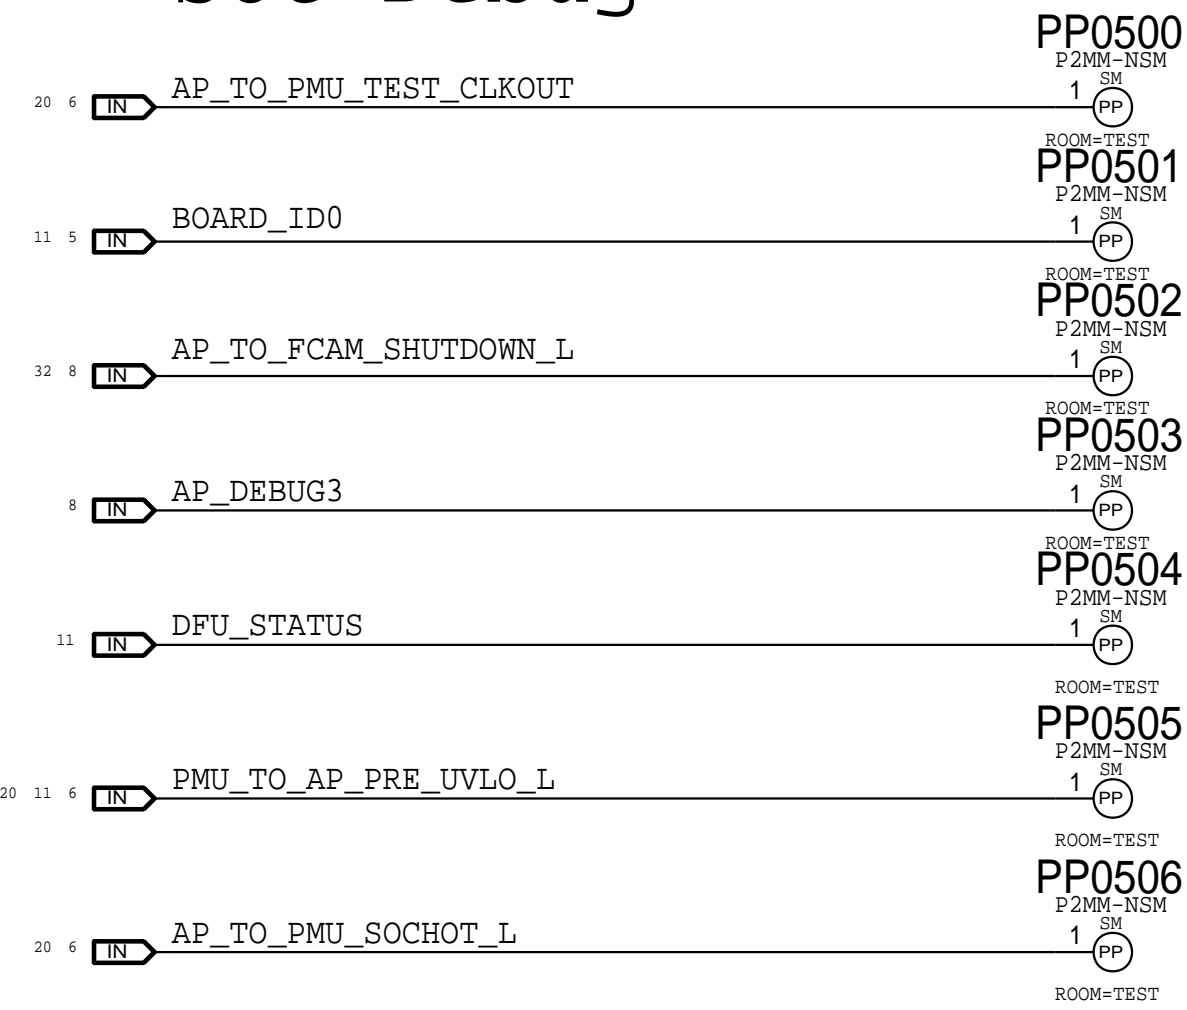 PP0500
P2MM-NSM
SM
20 6 IN AP_TO_PMU_TEST_CLKOUT 1 PP
ROOM=TEST
PP0501
P2MM-NSM
SM
11 5 IN BOARD_ID0 1 PP
ROOM=TEST
PP0502
P2MM-NSM
SM
32 8 IN AP_TO_FCAM_SHUTDOWN_L 1 PP
ROOM=TEST
PP0503
P2MM-NSM
SM
8 IN AP_DEBUG3 1 PP
ROOM=TEST
PP0504
P2MM-NSM
SM
11 IN DFU_STATUS 1 PP
ROOM=TEST
PP0505
P2MM-NSM
SM
20 11 6 IN PMU_TO_AP_PRE_UVLO_L 1 PP
ROOM=TEST
PP0506
P2MM-NSM
SM
20 6 IN AP_TO_PMU_SOCHOT_L 1 PP
ROOM=TEST